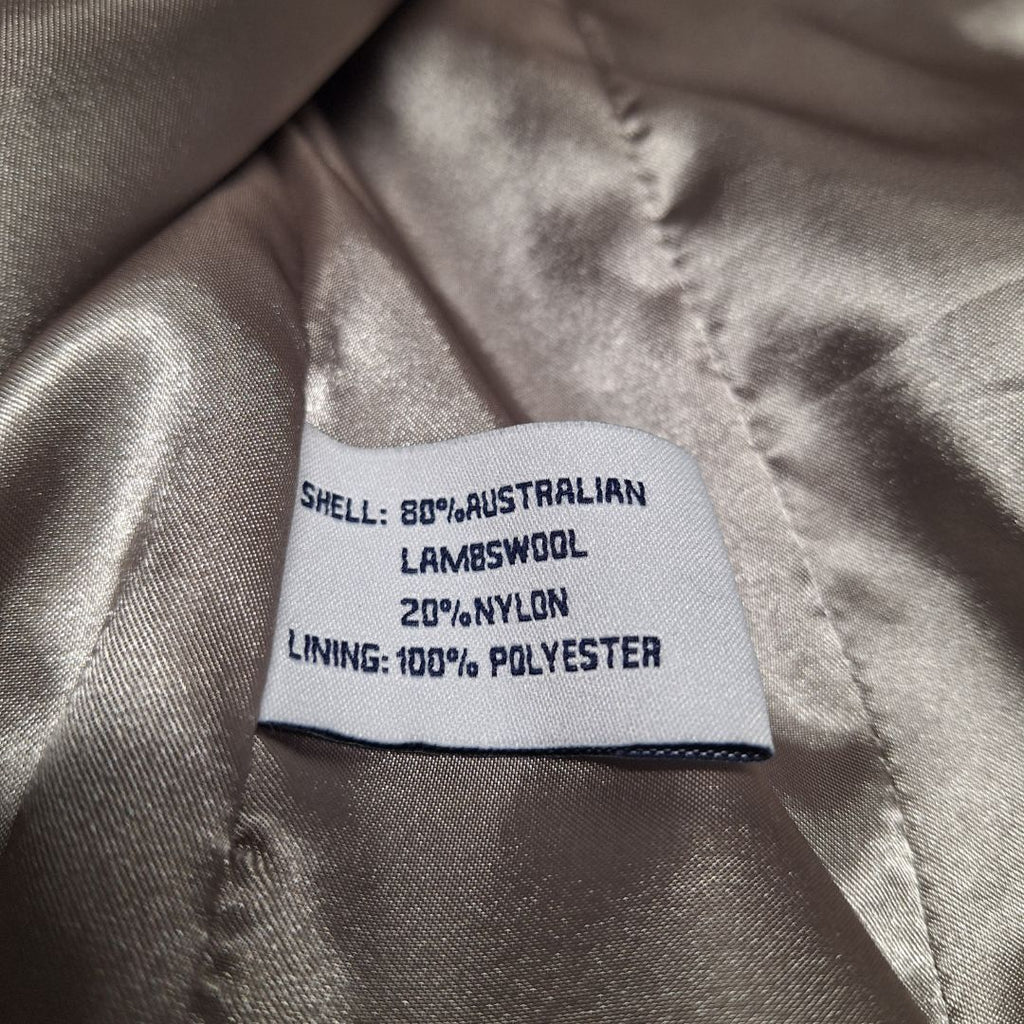 SHELL: 80%AUSTRALIAN
LAMBSWOOL
20%NYLON
LINING:100% POLYESTER